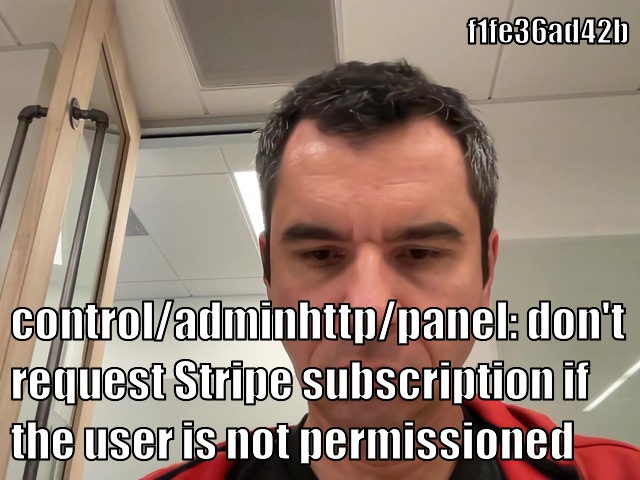 f1fe36ad42b
control/adminhttp/panel: don't
request Stripe subscription if
the user is not permissioned